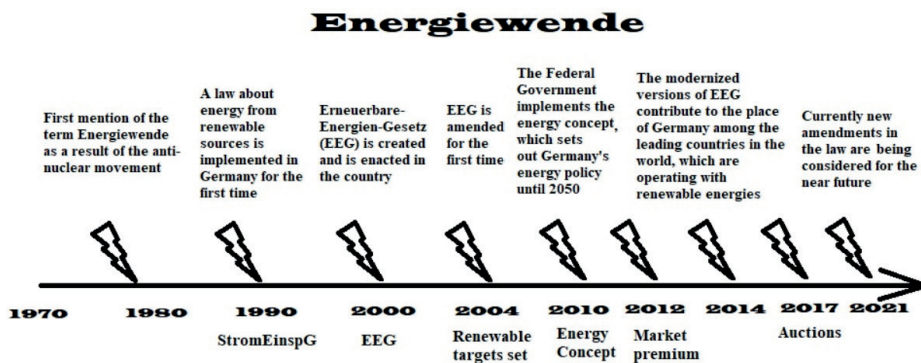 Energiewende
First mention of the
term Energiewende
as a result of the anti-
nuclear movement
A law about
energy from
renewable
sources is
implemented in
Germany for the
first time
Erneuerbare-
Energien-Gesetz
(EEG) is created
and is enacted in
the country
EEG is
amended for
the first time
The Federal
Government
implements the
energy concept,
which sets
out Germany's
energy policy
until 2050
The modernized
versions of EEG
contribute to the place
of Germany among the
leading countries in the
world, which are
operating with
renewable energies
Currently new
amendments in
the law are being
considered for the
near future
1970 1980 1990 2000 2004 2010 2012 2014 2017 2021
StromEinspG
EEG
Renewable
targets set
Energy
Concept
Market
premium
Auctions